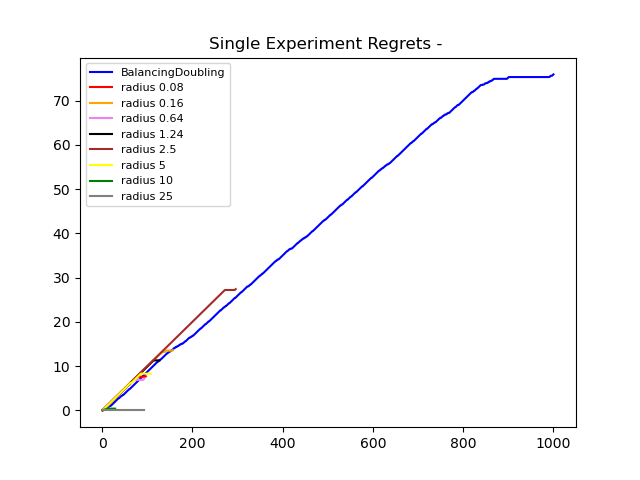 Single Experiment Regrets -
BalancingDoubling
radius 0.08
radius 0.16
radius 0.64
radius 1.24
radius 2.5
radius 5
radius 10
radius 25
70
60
50
40
30
20
10
0
0 200 400 600 800 1000